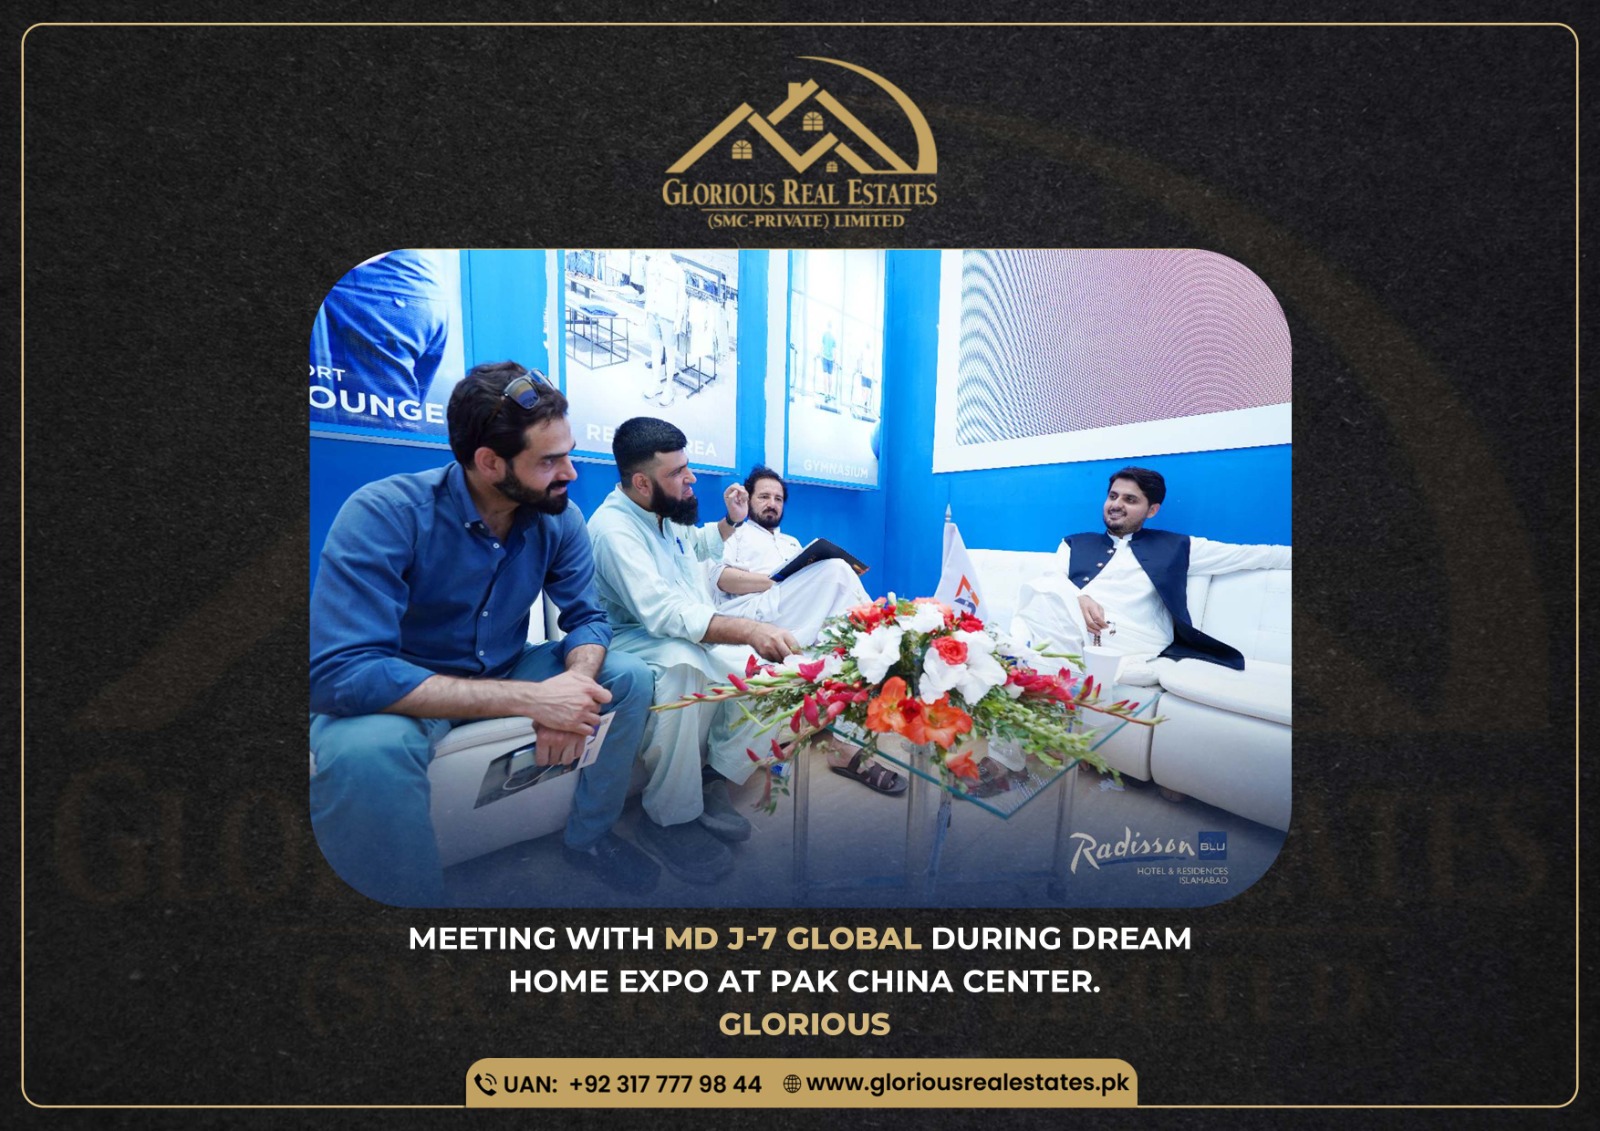 GLORIOUS REAL ESTATES
(SMC-PRIVATE) LIMITED
ORT
OUNGE
GYMNASIUM
Radisson BLU
HOTEL & RESIDENCES
ISLAMABAD
MEETING WITH MD J-7 GLOBAL DURING DREAM
HOME EXPO AT PAK CHINA CENTER.
GLORIOUS
UAN: +92 317 777 98 44 www.gloriousrealestates.pk